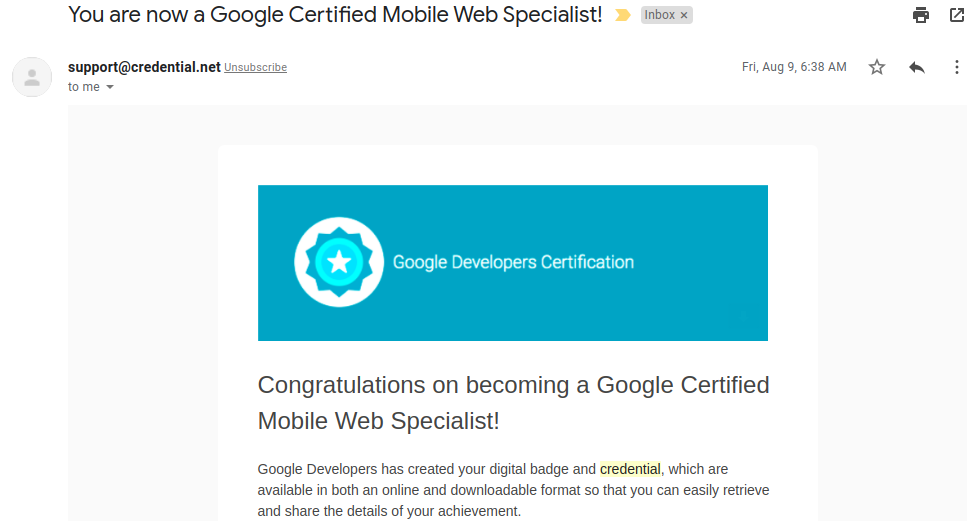 You are now a Google Certified Mobile Web Specialist! Inbox ×
support@credential.net Unsubscribe Fri, Aug 9, 6:38 AM
to me
Google Developers Certification
Congratulations on becoming a Google Certified
Mobile Web Specialist!
Google Developers has created your digital badge and credential, which are
available in both an online and downloadable format so that you can easily retrieve
and share the details of your achievement.